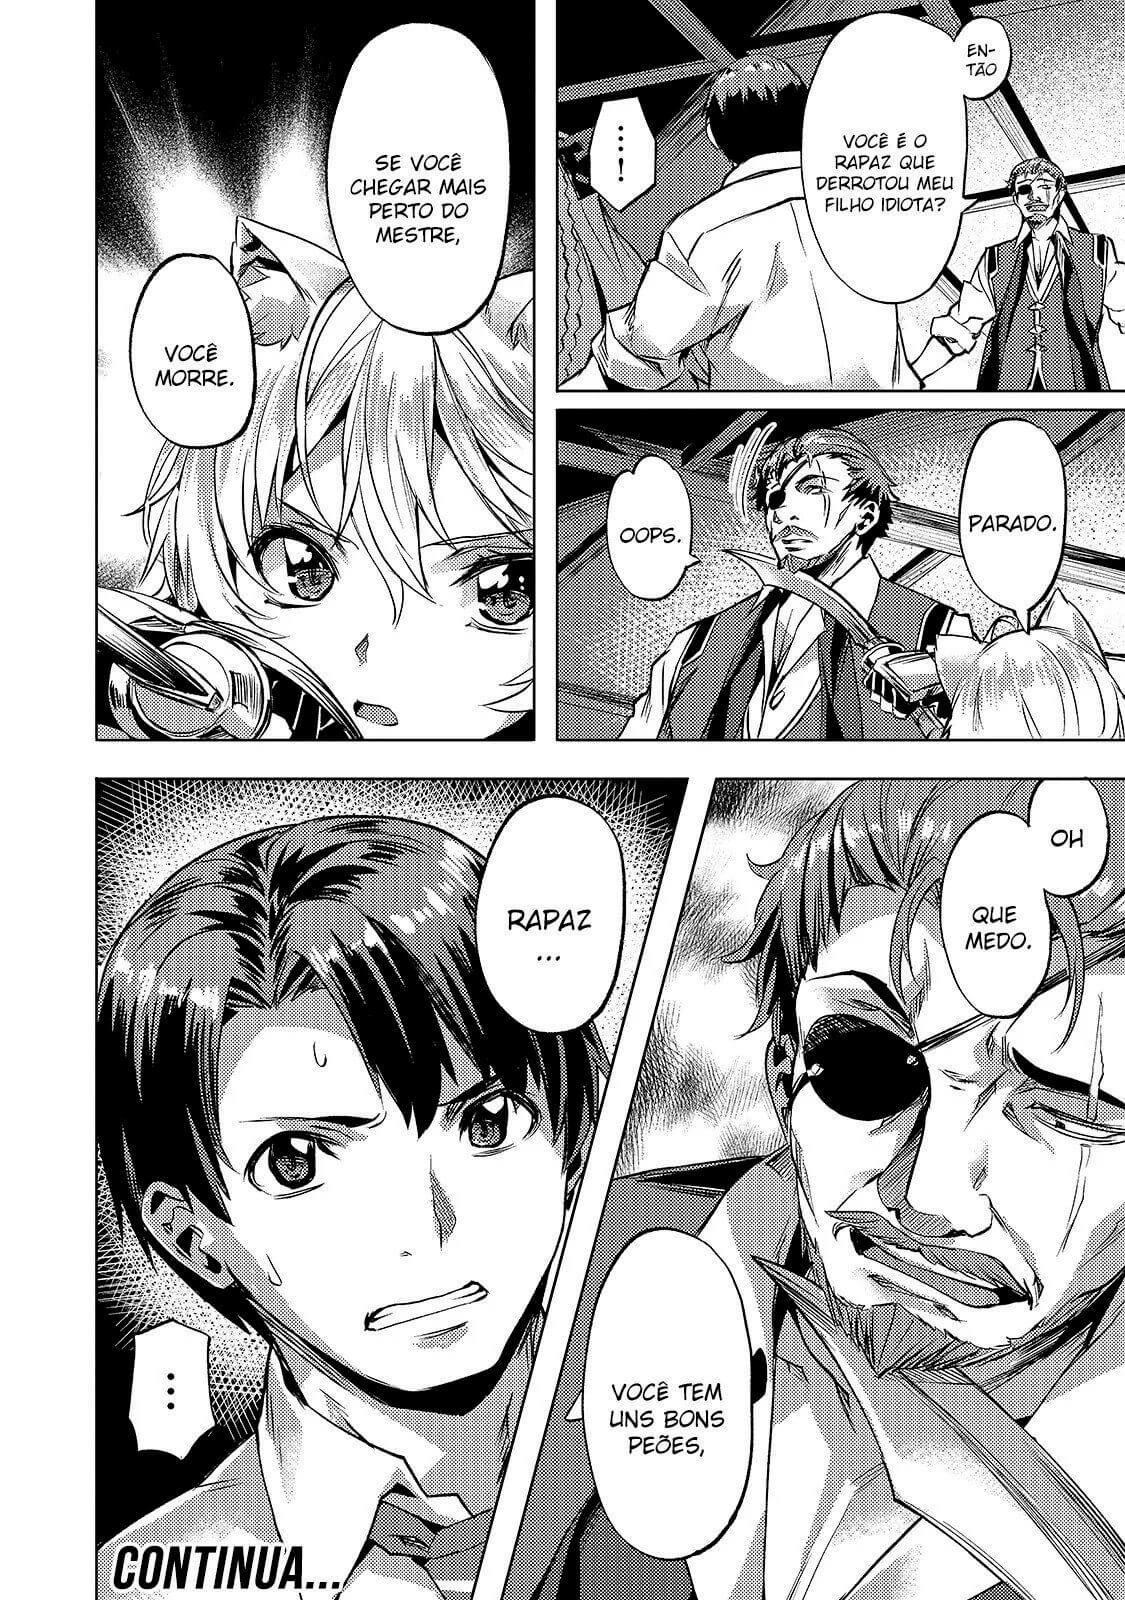 EN-
TÃO
VOCÊ É O
RAPAZ QUE
DERROTOU MEU
FILHO IDIOTA?
...!
PARADO.
OOPS.
SE VOCÊ
CHEGAR MAIS
PERTO DO
MESTRE,
VOCÊ
MORRE.
OH
QUE
MEDO.
VOCÊ TEM
UNS BONS
PEÕES,
RAPAZ
...
...
CONTINUA...